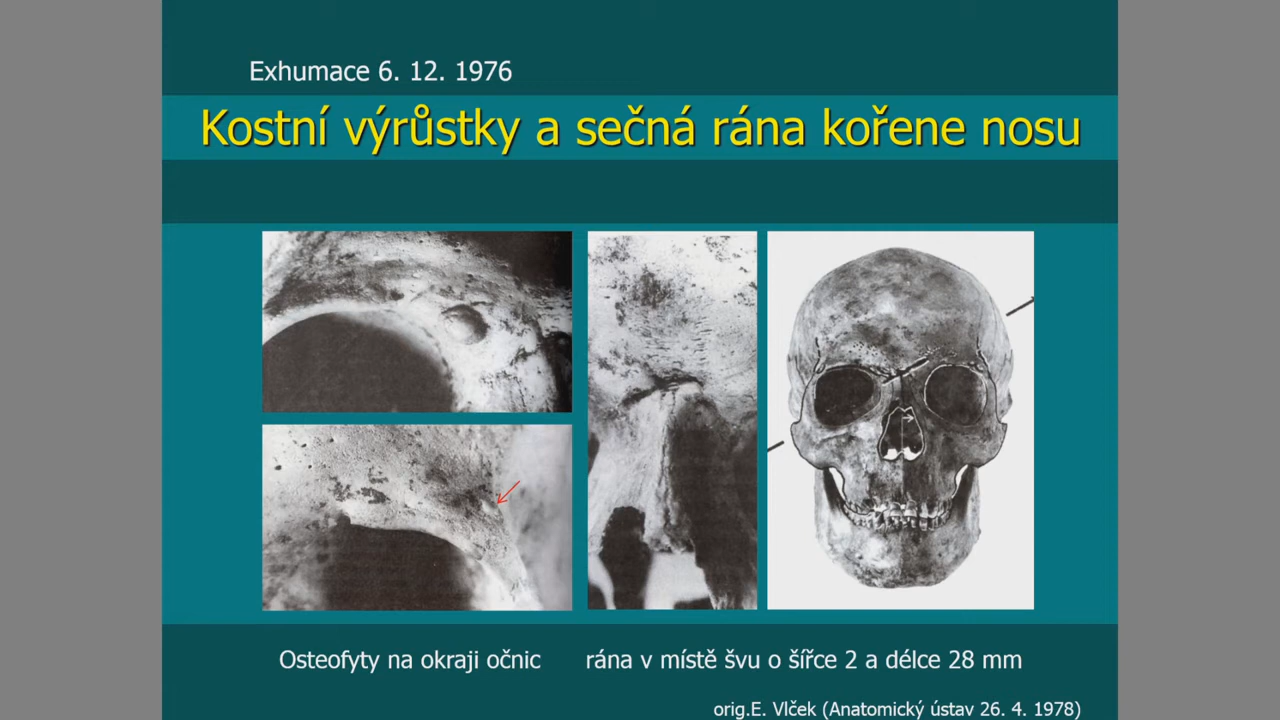 Exhumace 6. 12. 1976
Kostní výrůstky a sečná rána kořene nosu
Osteofyty na okraji očnic
rána v místě švu o šířce 2 a délce 28 mm
orig.E. Vlček (Anatomický ústav 26. 4. 1978)